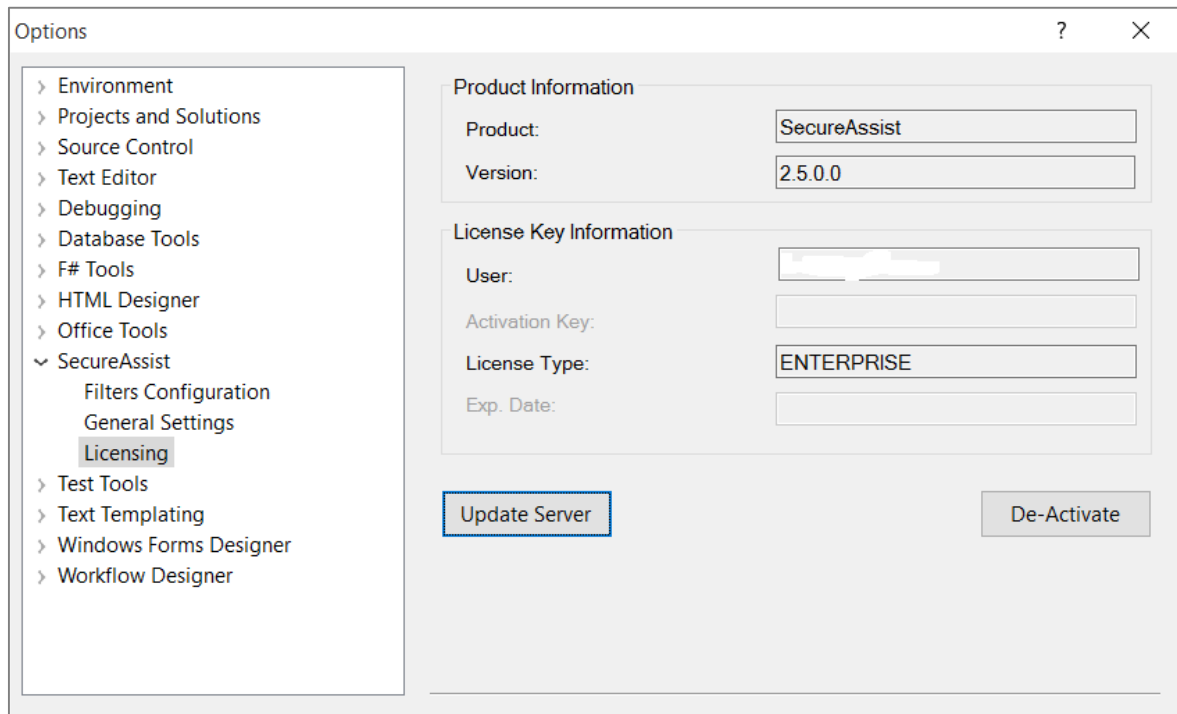 Options ?
Environment
Projects and Solutions
Source Control
Text Editor
Debugging
Database Tools
F# Tools
HTML Designer
Office Tools
SecureAssist
Filters Configuration
General Settings
Licensing
Test Tools
Text Templating
Windows Forms Designer
Workflow Designer
Product Information
Product: SecureAssist
Version: 2.5.0.0
License Key Information
User:
Activation Key:
License Type: ENTERPRISE
Exp. Date:
Update Server De-Activate